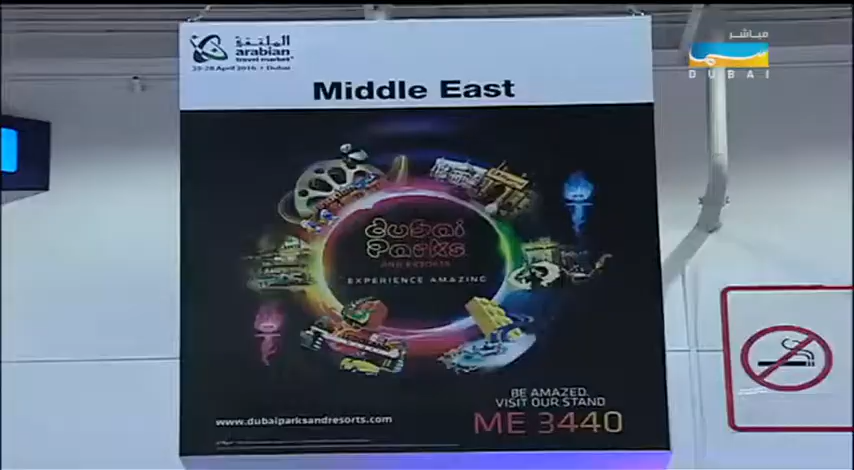 الملتقى
arabian
travel market
25-28 April 2016 • Dubai
Middle East
مباشر
سما
DUBAI
dubai
Parks
AND RESORTS
EXPERIENCE AMAZING
BE AMAZED.
VISIT OUR STAND
ME 3440
www.dubaiparksandresorts.com